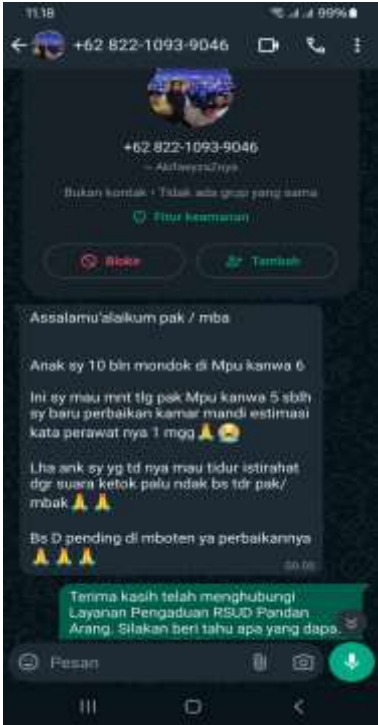 11.18
99%
+62 822-1093-9046
+62 822-1093-9046
Bukan kontak • Tidak ada grup yang sama
Fitur keamanan
Blokir
Tambah
Assalamu'alaikum pak / mba
Anak sy 10 bln mondok di Mpu kanwa 6
Ini sy mau mnt tlg pak Mpu kanwa 5 sblh
sy baru perbaikan kamar mandi estimasi
kata perawat nya 1 mgg 🙏😭
Lha ank sy yg td nya mau tidur istirahat
dgr suara ketok palu ndak bs tdr pak/
mbak 🙏🙏
Bs D pending di mboten ya perbaikannya
🙏🙏🙏
Terima kasih telah menghubungi
Layanan Pengaduan RSUD Pandan
Arang. Silakan beri tahu apa yang dapa
Pesan